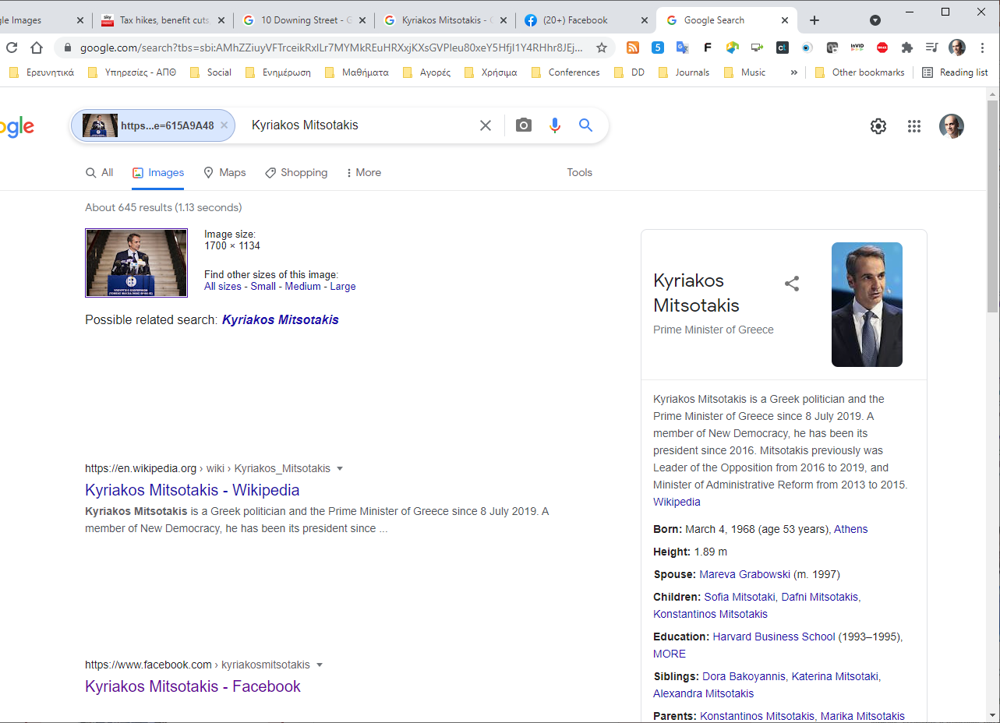 gle Images
Tax hikes, benefit cuts,
10 Downing Street - G
Kyriakos Mitsotakis - G
(20+) Facebook
Google Search
google.com/search?tbs=sbi:AMhZZiuyVFTrceikRxlLr7MYMkREuHRXxjKXsGVPleu80xeY5Hfjl1Y4RHhr8JEj...
5
F
ct
InVID
Ερευνητικά
Υπηρεσίες - ΑΠΘ
Social
Ενημέρωση
Μαθήματα
Αγορές
Χρήσιμα
Conferences
DD
Journals
Music
»
Other bookmarks
Reading list
ogle
https...e=615A9A48
Kyriakos Mitsotakis
All
Images
Maps
Shopping
More
Tools
About 645 results (1.13 seconds)
Image size:
1700 × 1134
Find other sizes of this image:
All sizes - Small - Medium - Large
ΥΠΟΥΡΓΕΙΟ ΕΣΩΤΕΡΙΚΩΝ
Possible related search: Kyriakos Mitsotakis
https://en.wikipedia.org › wiki › Kyriakos_Mitsotakis
Kyriakos Mitsotakis - Wikipedia
Kyriakos Mitsotakis is a Greek politician and the Prime Minister of Greece since 8 July 2019. A
member of New Democracy, he has been its president since ...
https://www.facebook.com › kyriakosmitsotakis
Kyriakos Mitsotakis - Facebook
Kyriakos
Mitsotakis
Prime Minister of Greece
Kyriakos Mitsotakis is a Greek politician and the
Prime Minister of Greece since 8 July 2019. A
member of New Democracy, he has been its
president since 2016. Mitsotakis previously was
Leader of the Opposition from 2016 to 2019, and
Minister of Administrative Reform from 2013 to 2015.
Wikipedia
Born: March 4, 1968 (age 53 years), Athens
Height: 1.89 m
Spouse: Mareva Grabowski (m. 1997)
Children: Sofia Mitsotaki, Dafni Mitsotakis,
Konstantinos Mitsotakis
Education: Harvard Business School (1993–1995),
MORE
Siblings: Dora Bakoyannis, Katerina Mitsotaki,
Alexandra Mitsotakis
Parents: Konstantinos Mitsotakis, Marika Mitsotakis